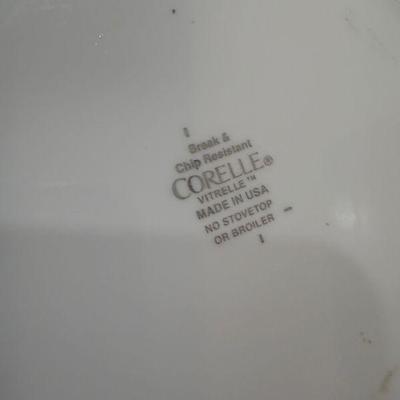 Break &
Chip Resistant
CORELLE®
VITRELLE™
MADE IN USA
NO STOVETOP
OR BROILER